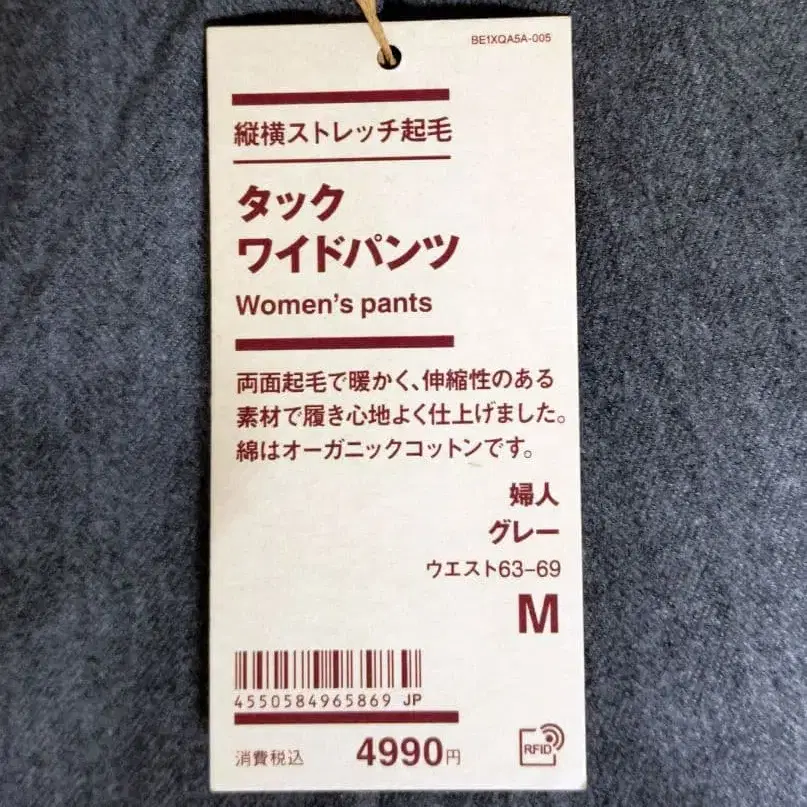 BE1XQA5A-005
縦横ストレッチ起毛
タック
ワイドパンツ
Women's pants
両面起毛で暖かく、伸縮性のある
素材で履き心地よく仕上げました。
綿はオーガニックコットンです。
婦人
グレー
ウエスト63-69
M
4550584965869 JP
消費税込 4990円
RFID